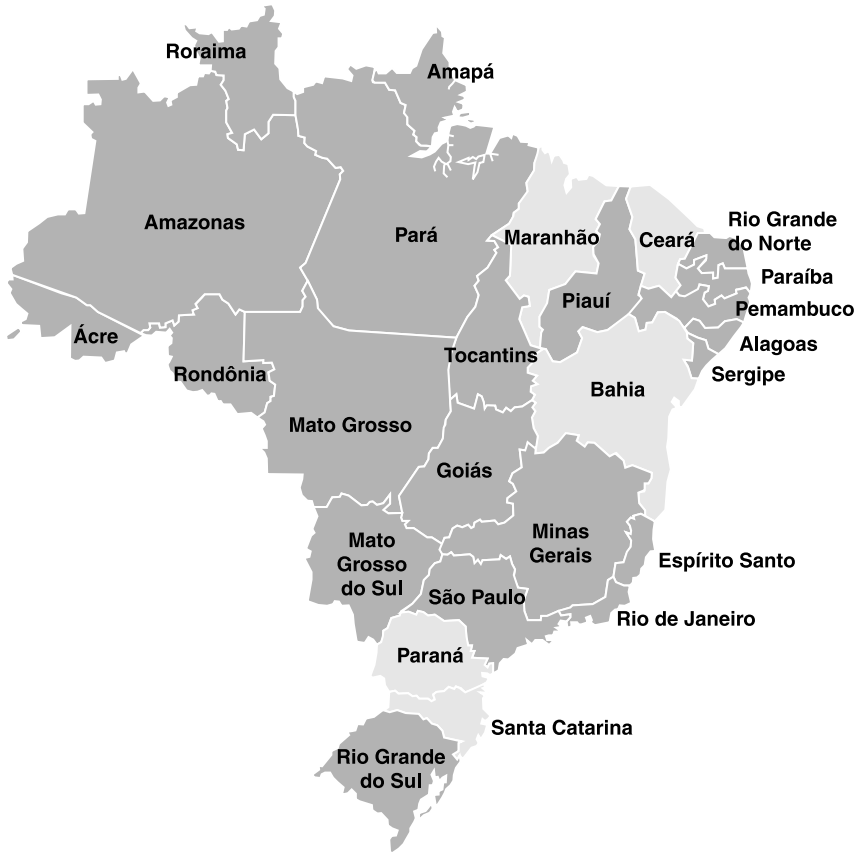 Roraima
Amapá
Amazonas
Pará
Maranhão
Ceará
Rio Grande
do Norte
Paraíba
Piauí
Pemambuco
Ácre
Rondônia
Tocantins
Alagoas
Sergipe
Bahia
Mato Grosso
Goiás
Minas
Gerais
Mato
Grosso
do Sul
Espírito Santo
São Paulo
Rio de Janeiro
Paraná
Santa Catarina
Rio Grande
do Sul